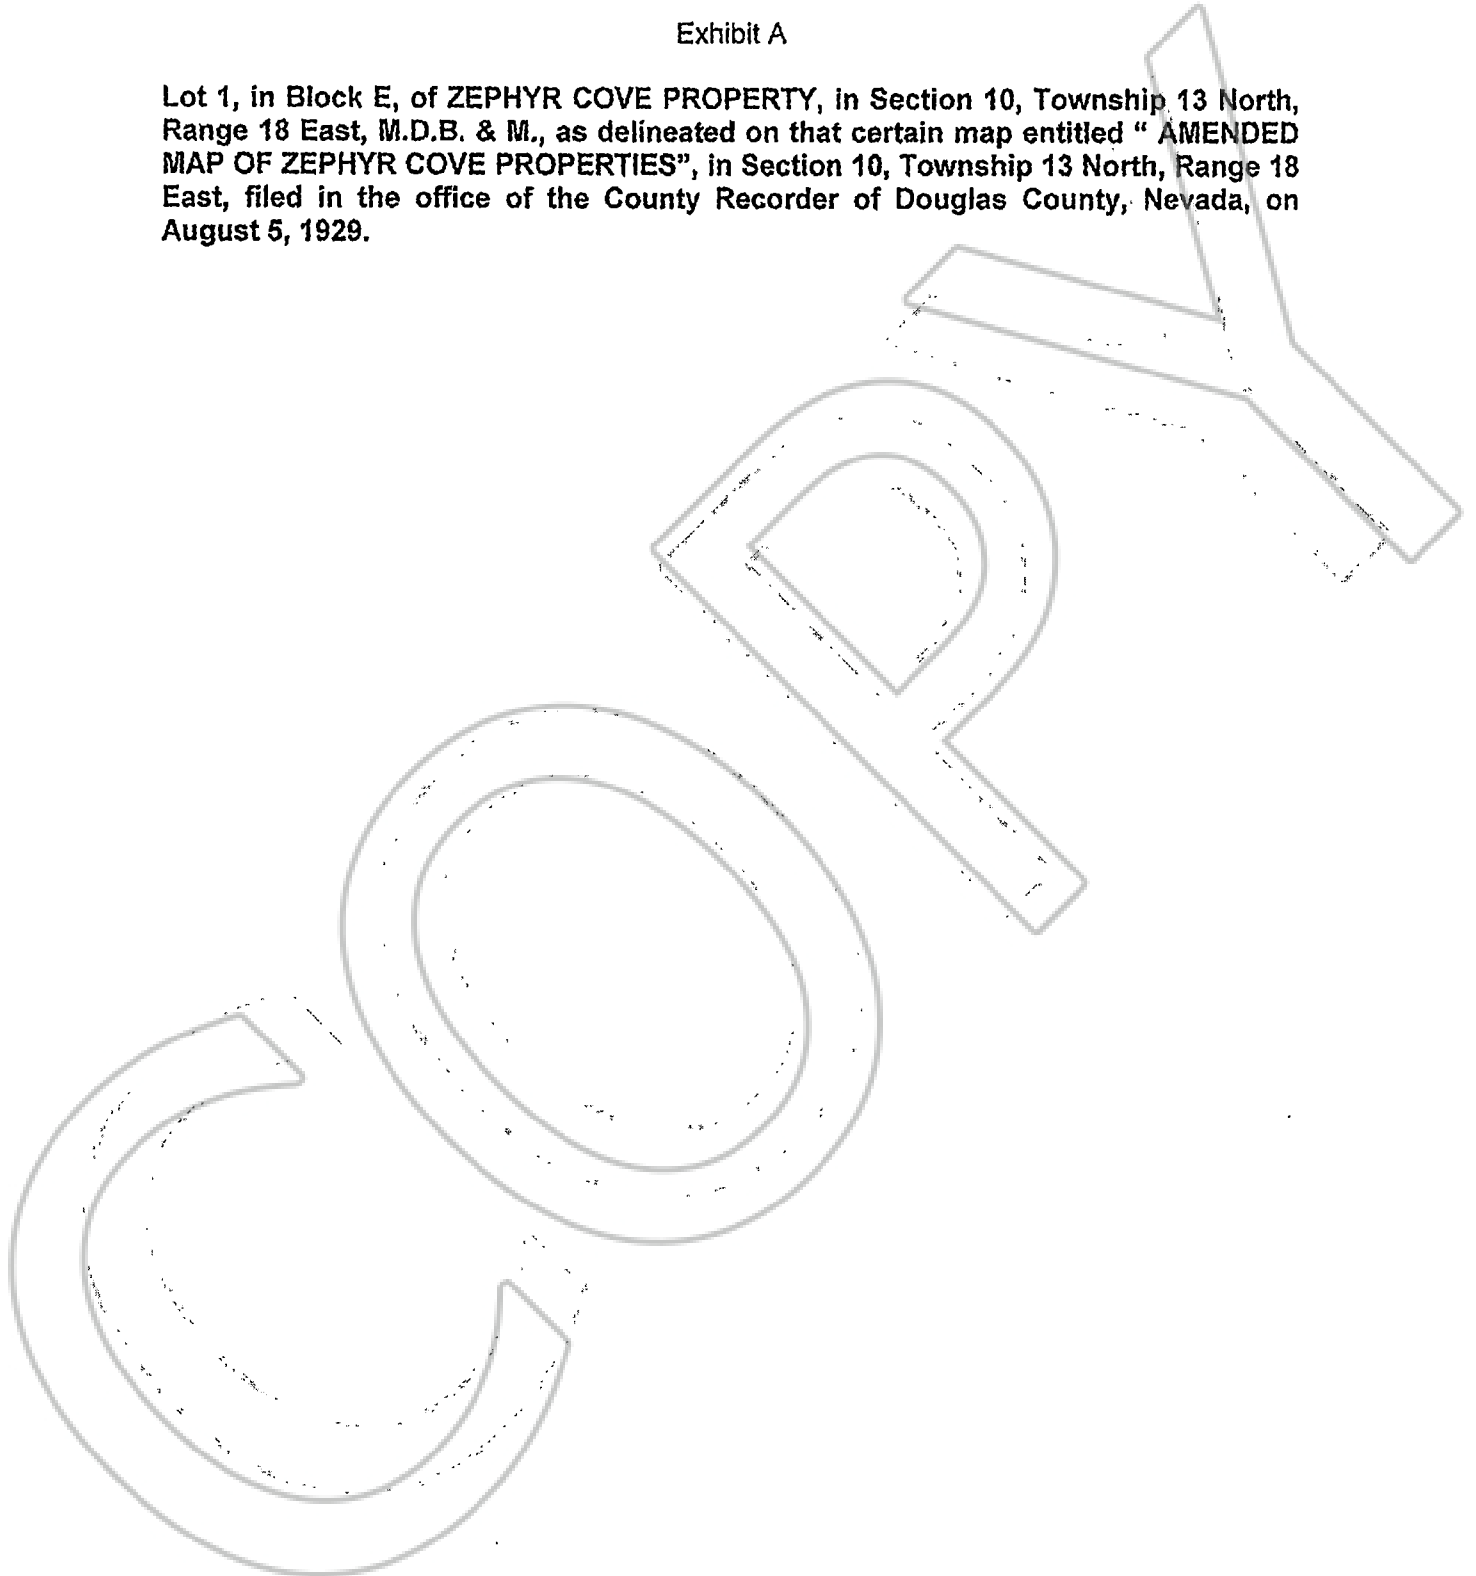 Exhibit A
Lot 1, in Block E, of ZEPHYR COVE PROPERTY, in Section 10, Township 13 North,
Range 18 East, M.D.B. & M., as delineated on that certain map entitled “ AMENDED
MAP OF ZEPHYR COVE PROPERTIES”, in Section 10, Township 13 North, Range 18
East, filed in the office of the County Recorder of Douglas County, Nevada, on
August 5, 1929.
COPY